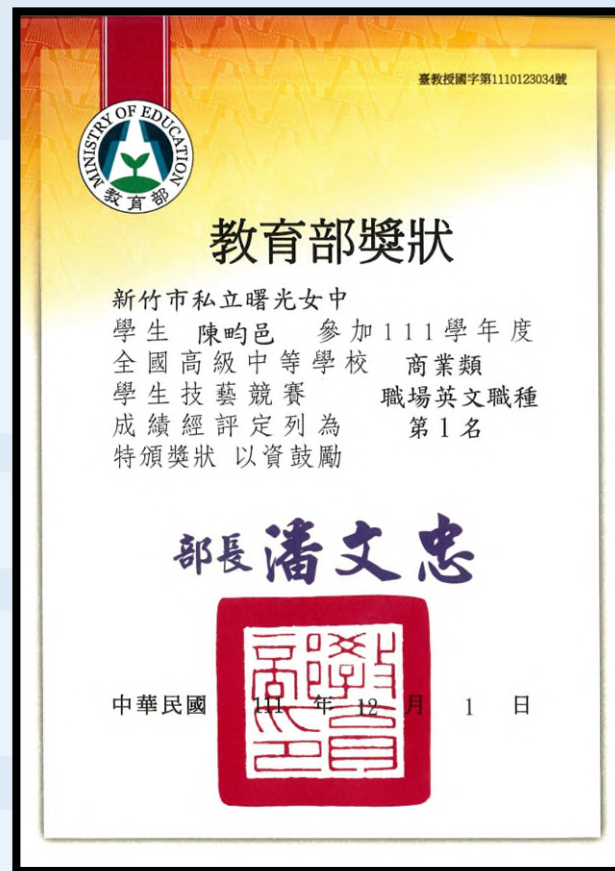 臺教授國字第1110123034號
MINISTRY OF EDUCATION
教育部
教育部獎狀
新竹市私立曙光女中
學生 陳畇邑 參加111學年度
全國高級中等學校 商業類
學生技藝競賽 職場英文職種
成績經評定列為 第1名
特頒獎狀 以資鼓勵
部長 潘文忠
中華民國 111 年 12 月 1 日